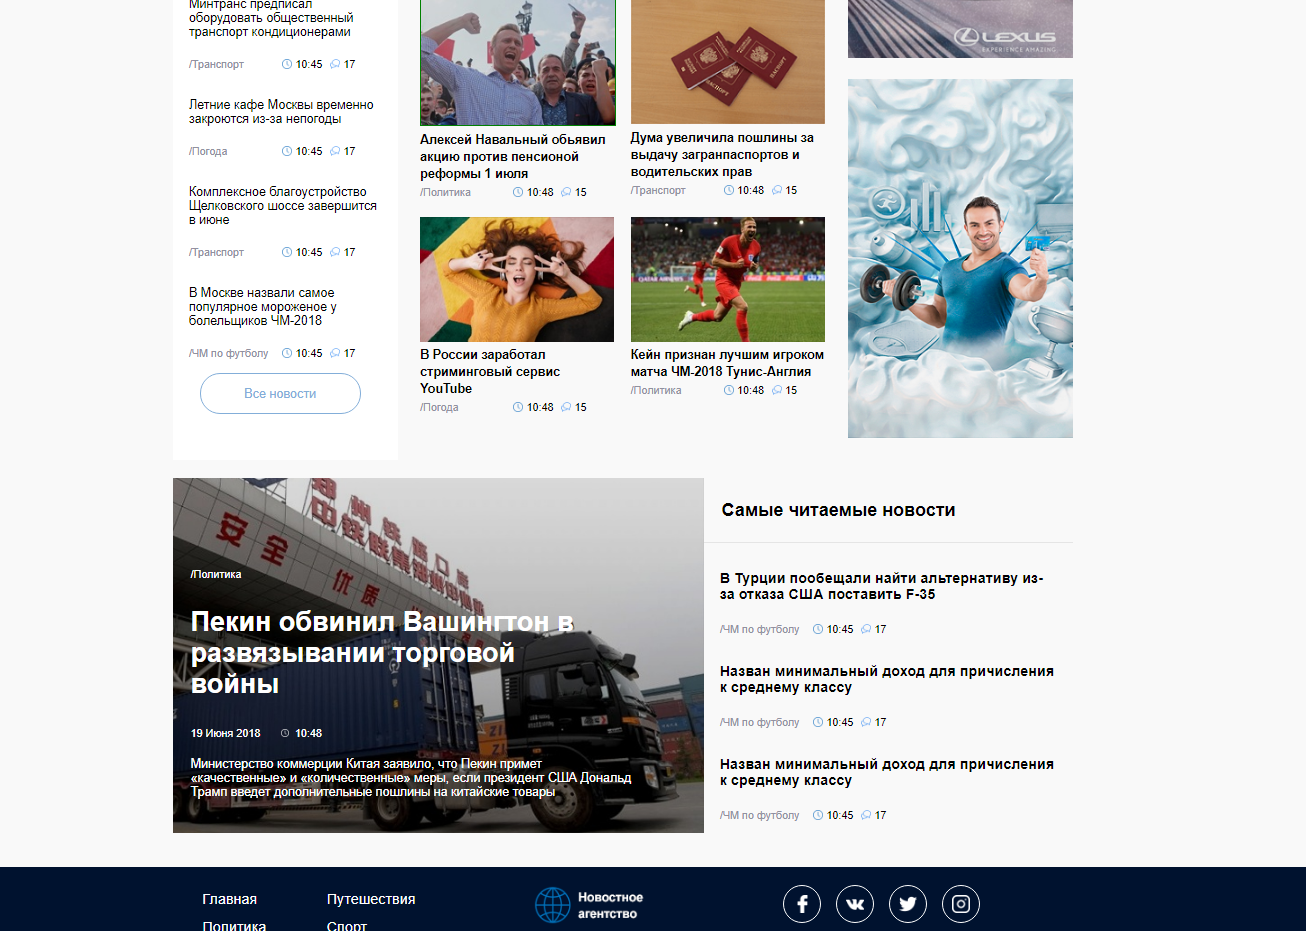 Минтранс предписал
оборудовать общественный
транспорт кондиционерами
/Транспорт 10:45 17
Летние кафе Москвы временно
закроются из-за непогоды
/Погода 10:45 17
Комплексное благоустройство
Щелковского шоссе завершится
в июне
/Транспорт 10:45 17
В Москве назвали самое
популярное мороженое у
болельщиков ЧМ-2018
/ЧМ по футболу 10:45 17
Все новости
Алексей Навальный обьявил
акцию против пенсионой
реформы 1 июля
/Политика 10:48 15
ПАСПОРТ
ПАСПОРТ
Дума увеличила пошлины за
выдачу загранпаспортов и
водительских прав
/Транспорт 10:48 15
В России заработал
стриминговый сервис
YouTube
/Погода 10:48 15
QATAR AIRWAYS
Кейн признан лучшим игроком
матча ЧМ-2018 Тунис-Англия
/Политика 10:48 15
LEXUS
EXPERIENCE AMAZING
安全优质
/Политика
Пекин обвинил Вашингтон в
развязывании торговой
войны
19 Июня 2018 10:48
Министерство коммерции Китая заявило, что Пекин примет
«качественные» и «количественные» меры, если президент США Дональд
Трамп введет дополнительные пошлины на китайские товары
Самые читаемые новости
В Турции пообещали найти альтернативу из-
за отказа США поставить F-35
/ЧМ по футболу 10:45 17
Назван минимальный доход для причисления
к среднему классу
/ЧМ по футболу 10:45 17
Назван минимальный доход для причисления
к среднему классу
/ЧМ по футболу 10:45 17
Главная
Политика
Путешествия
Спорт
Новостное
агентство